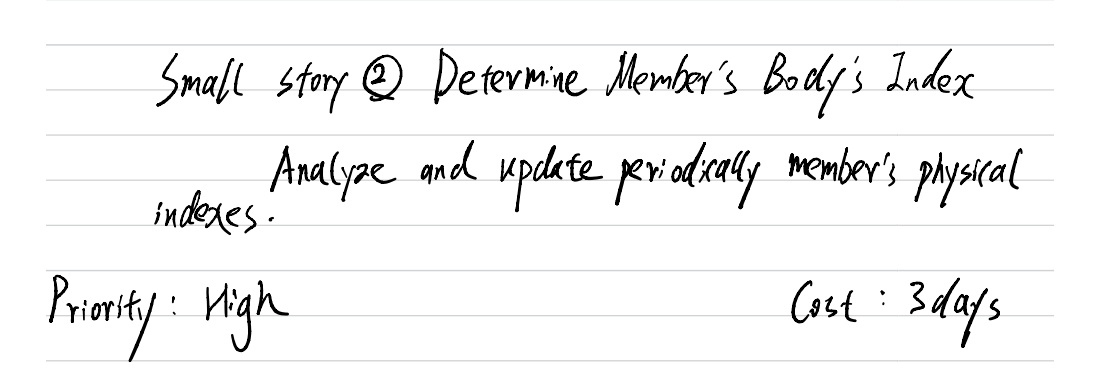 Small story ② Determine Member's Body's Index
Analyze and update periodically member's physical
indexes.
Priority: High Cost: 3days